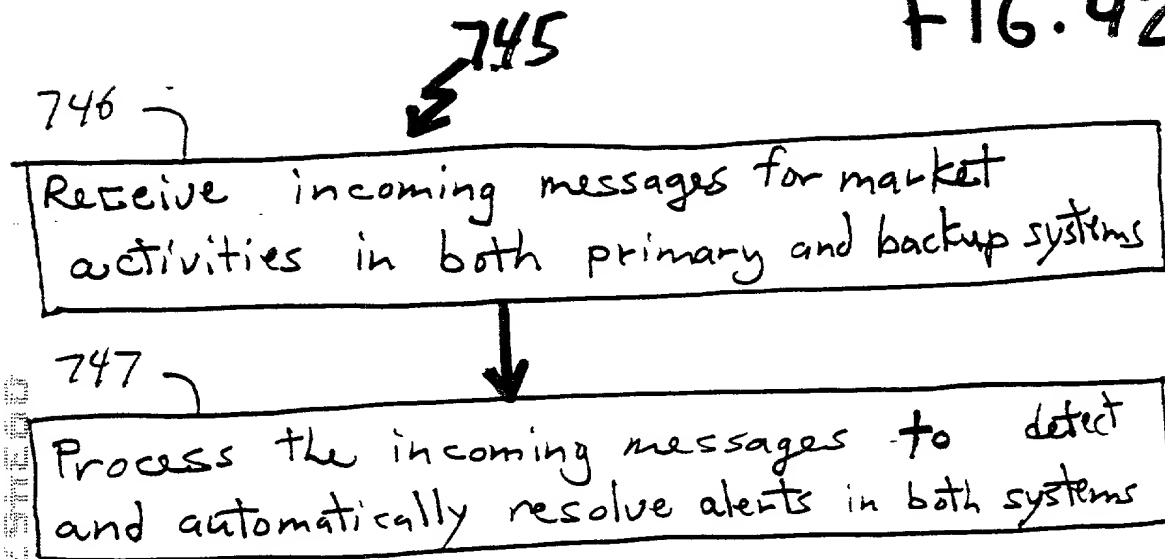 FIG. 42
745
746
Receive incoming messages for market
activities in both primary and backup systems
747
Process the incoming messages to detect
and automatically resolve alerts in both systems